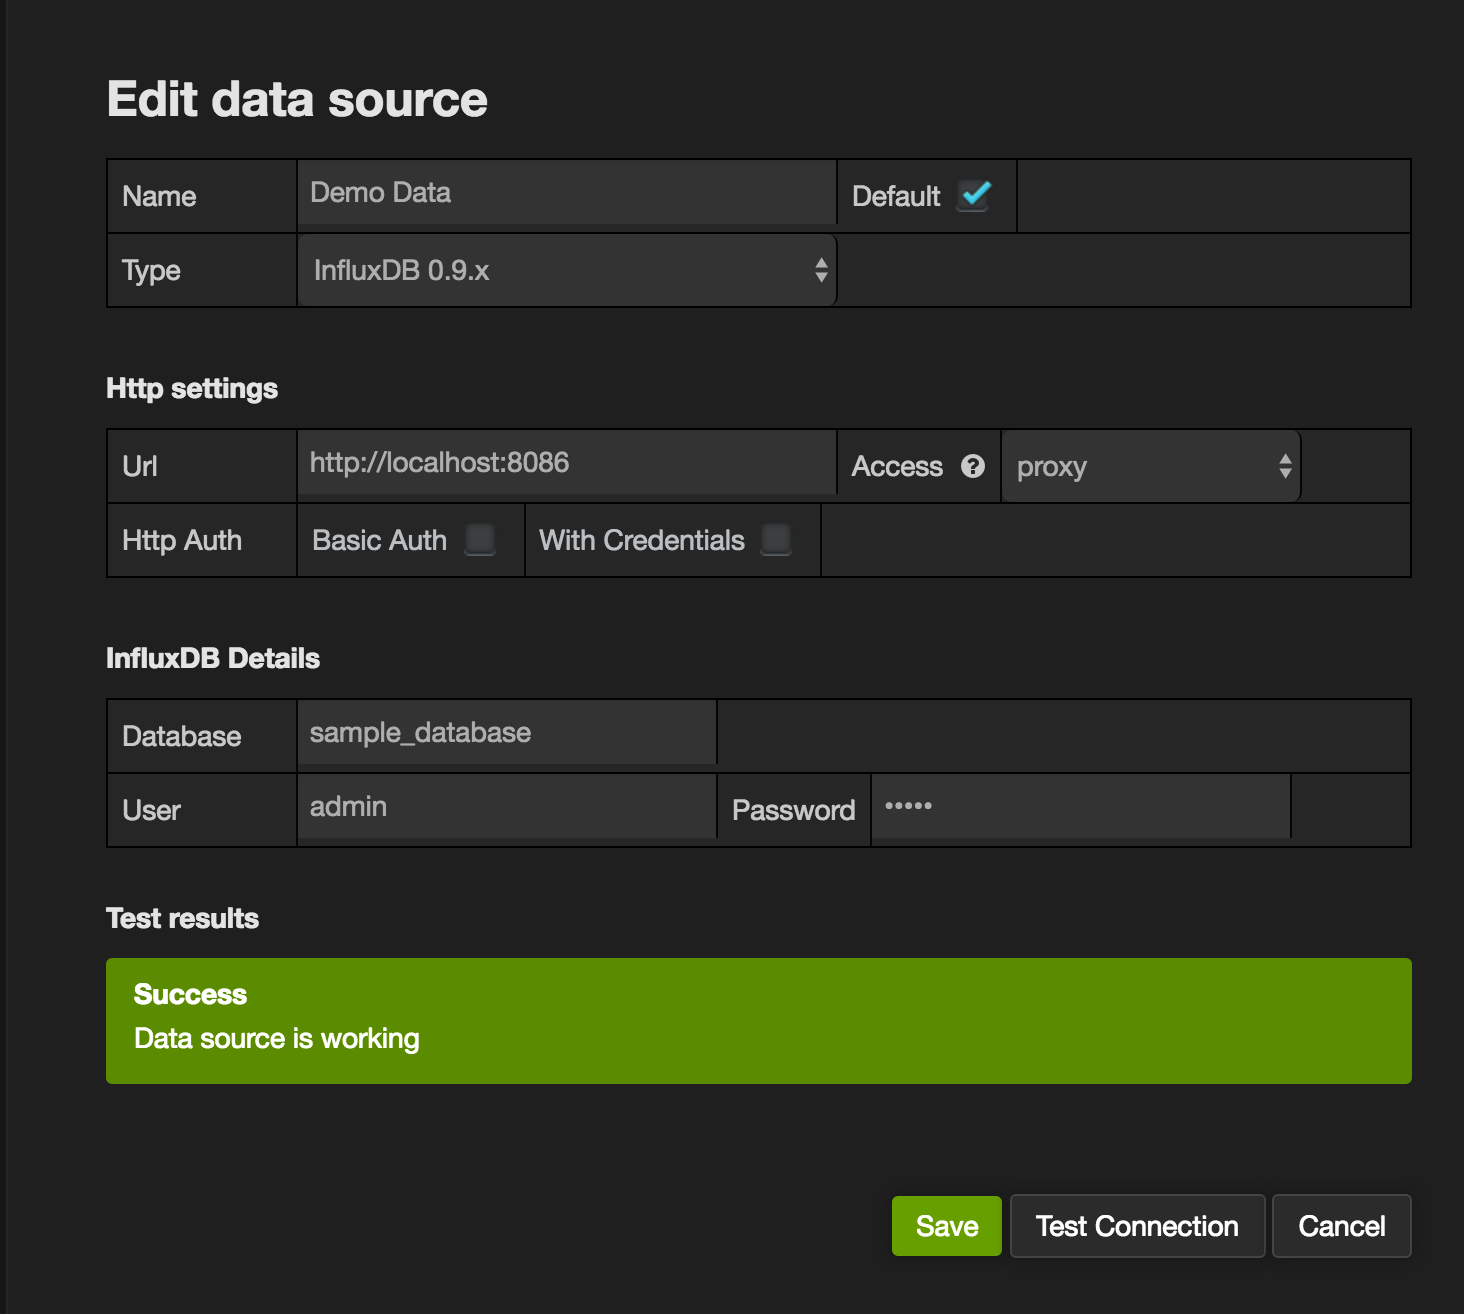 Edit data source
Name Demo Data Default
Type InfluxDB 0.9.x
Http settings
Url http://localhost:8086 Access ? proxy
Http Auth Basic Auth With Credentials
InfluxDB Details
Database sample_database
User admin Password •••••
Test results
Success
Data source is working
Save Test Connection Cancel